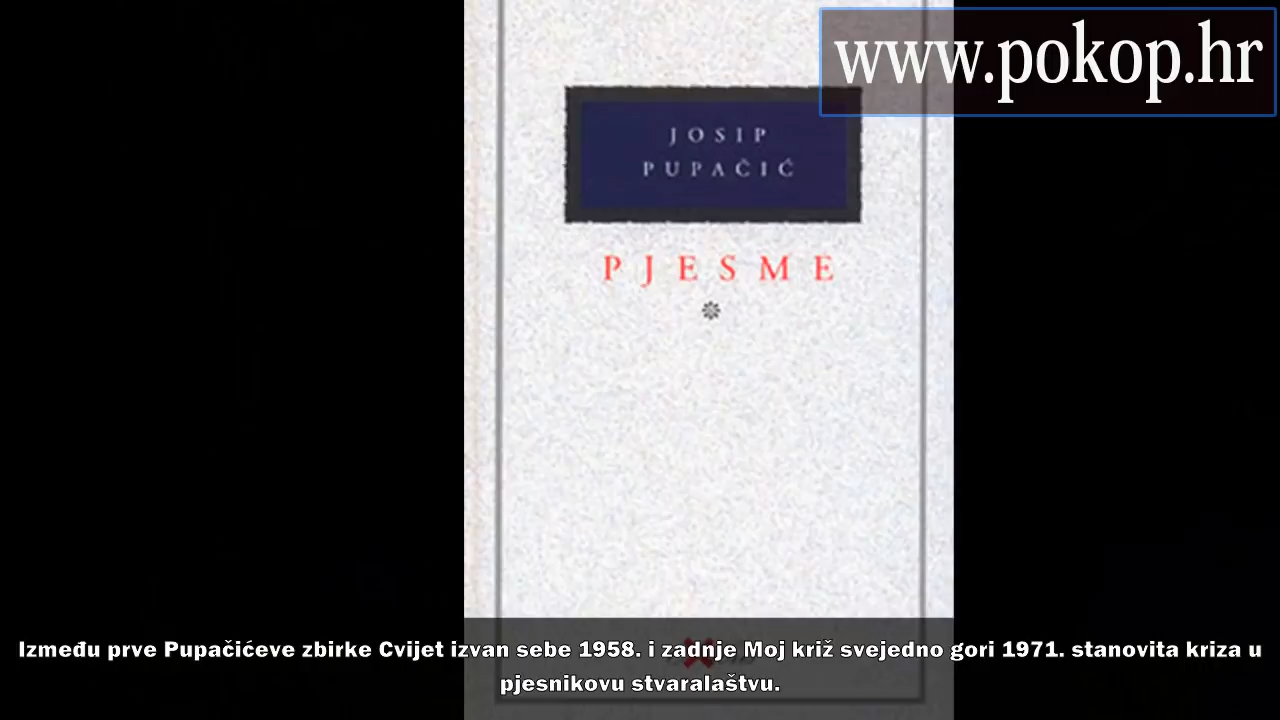 www.pokop.hr
JOSIP
PUPAČIĆ
PJESME
Između prve Pupačićeve zbirke Cvijet izvan sebe 1958. i zadnje Moj križ svejedno gori 1971. stanovita kriza u
pjesnikovu stvaralaštvu.